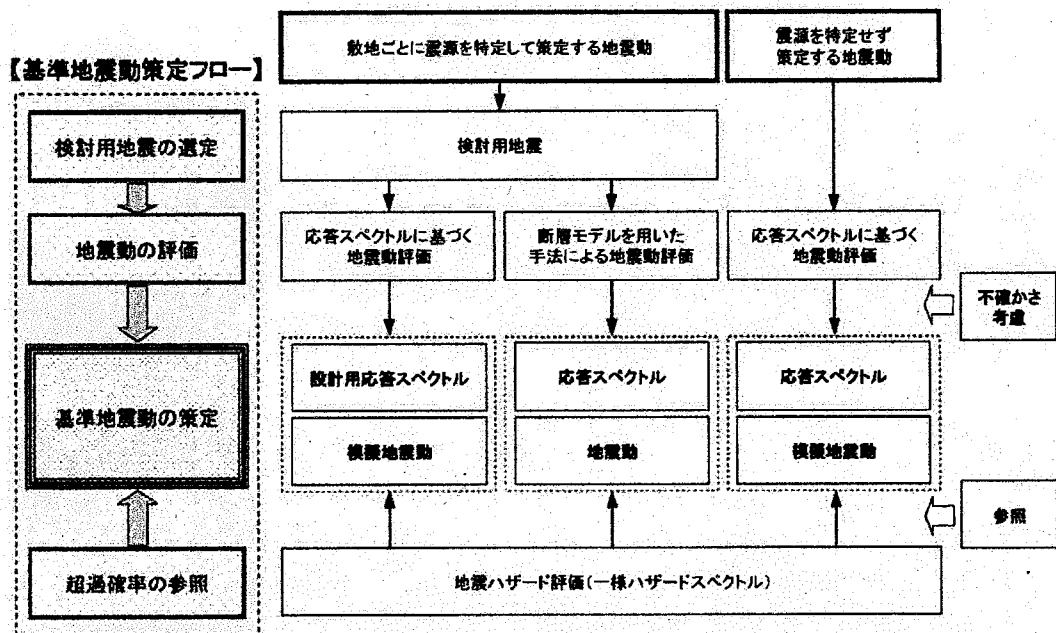 敷地ごとに震源を特定して策定する地震動
震源を特定せず
策定する地震動
【基準地震動策定フロー】
検討用地震の選定
検討用地震
地震動の評価
応答スペクトルに基づく
地震動評価
断層モデルを用いた
手法による地震動評価
応答スペクトルに基づく
地震動評価
不確かさ
考慮
基準地震動の策定
設計用応答スペクトル
模擬地震動
応答スペクトル
地震動
応答スペクトル
模擬地震動
参照
超過確率の参照
地震ハザード評価(一様ハザードスペクトル)